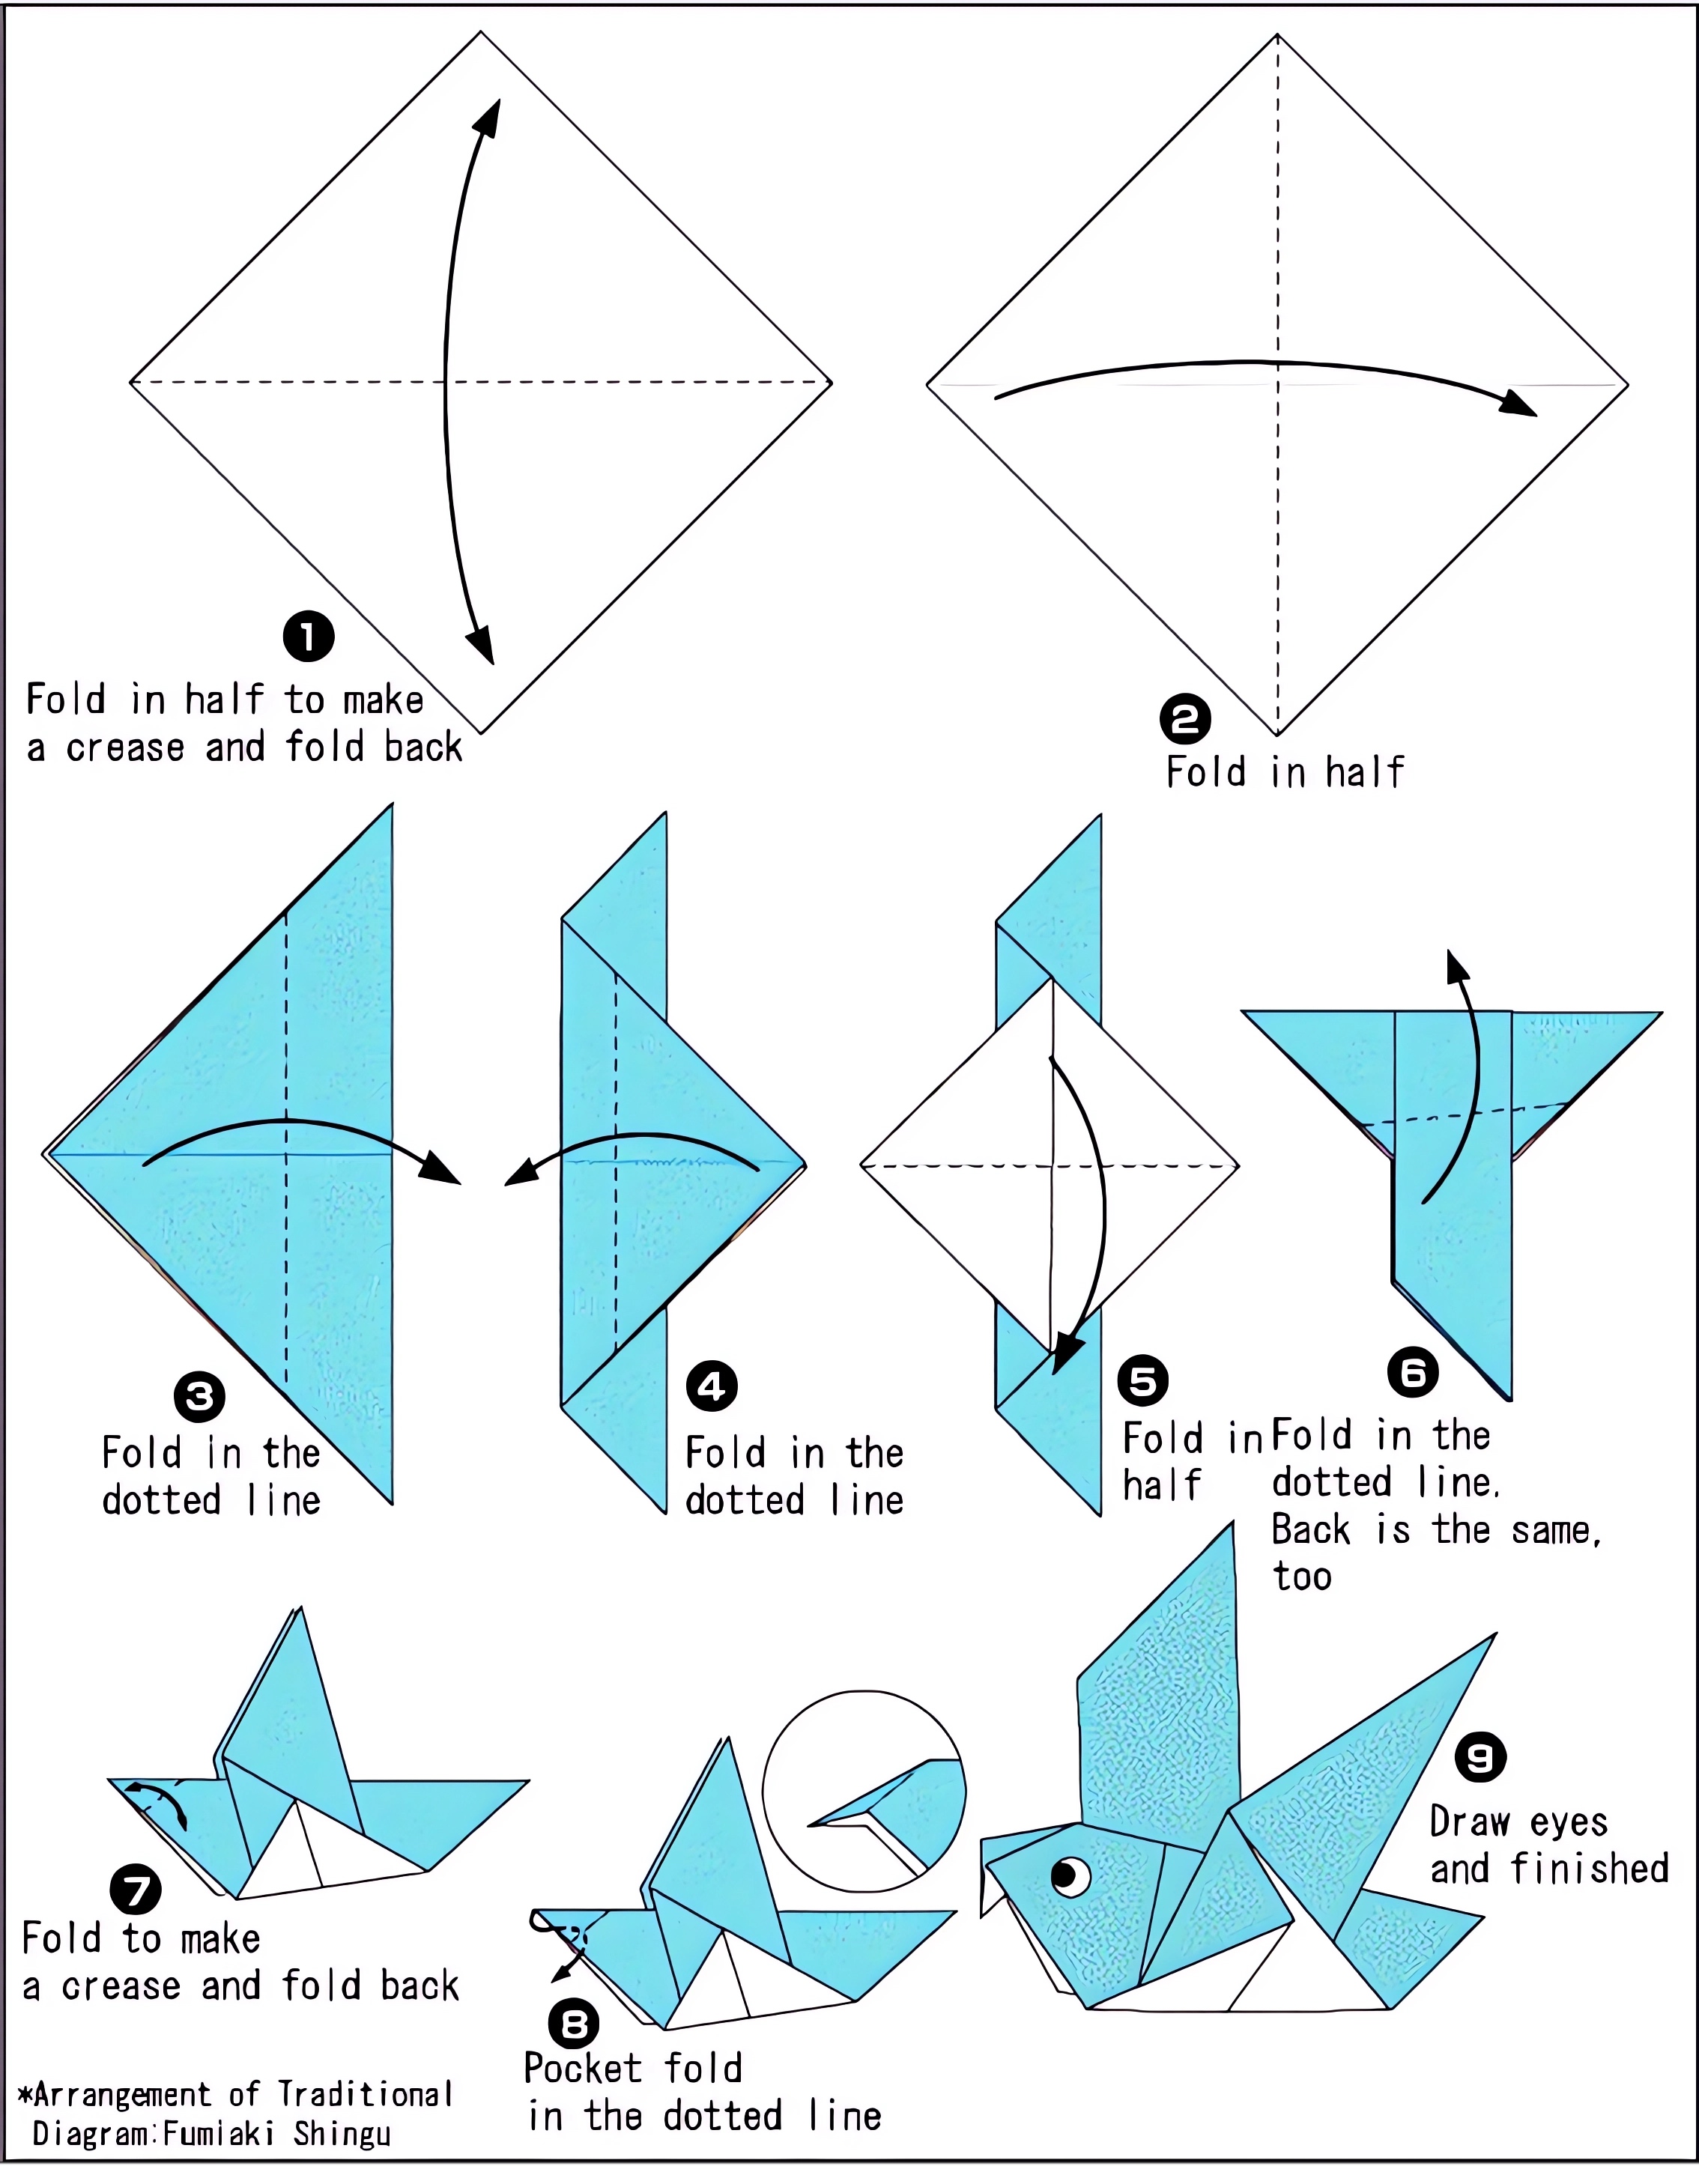 1
Fold in half to make
a crease and fold back
2
Fold in half
3
Fold in the
dotted line
4
Fold in the
dotted line
5
Fold in
half
6
Fold in the
dotted line.
Back is the same,
too
7
Fold to make
a crease and fold back
8
Pocket fold
in the dotted line
9
Draw eyes
and finished
*Arrangement of Traditional
Diagram:Fumiaki Shingu